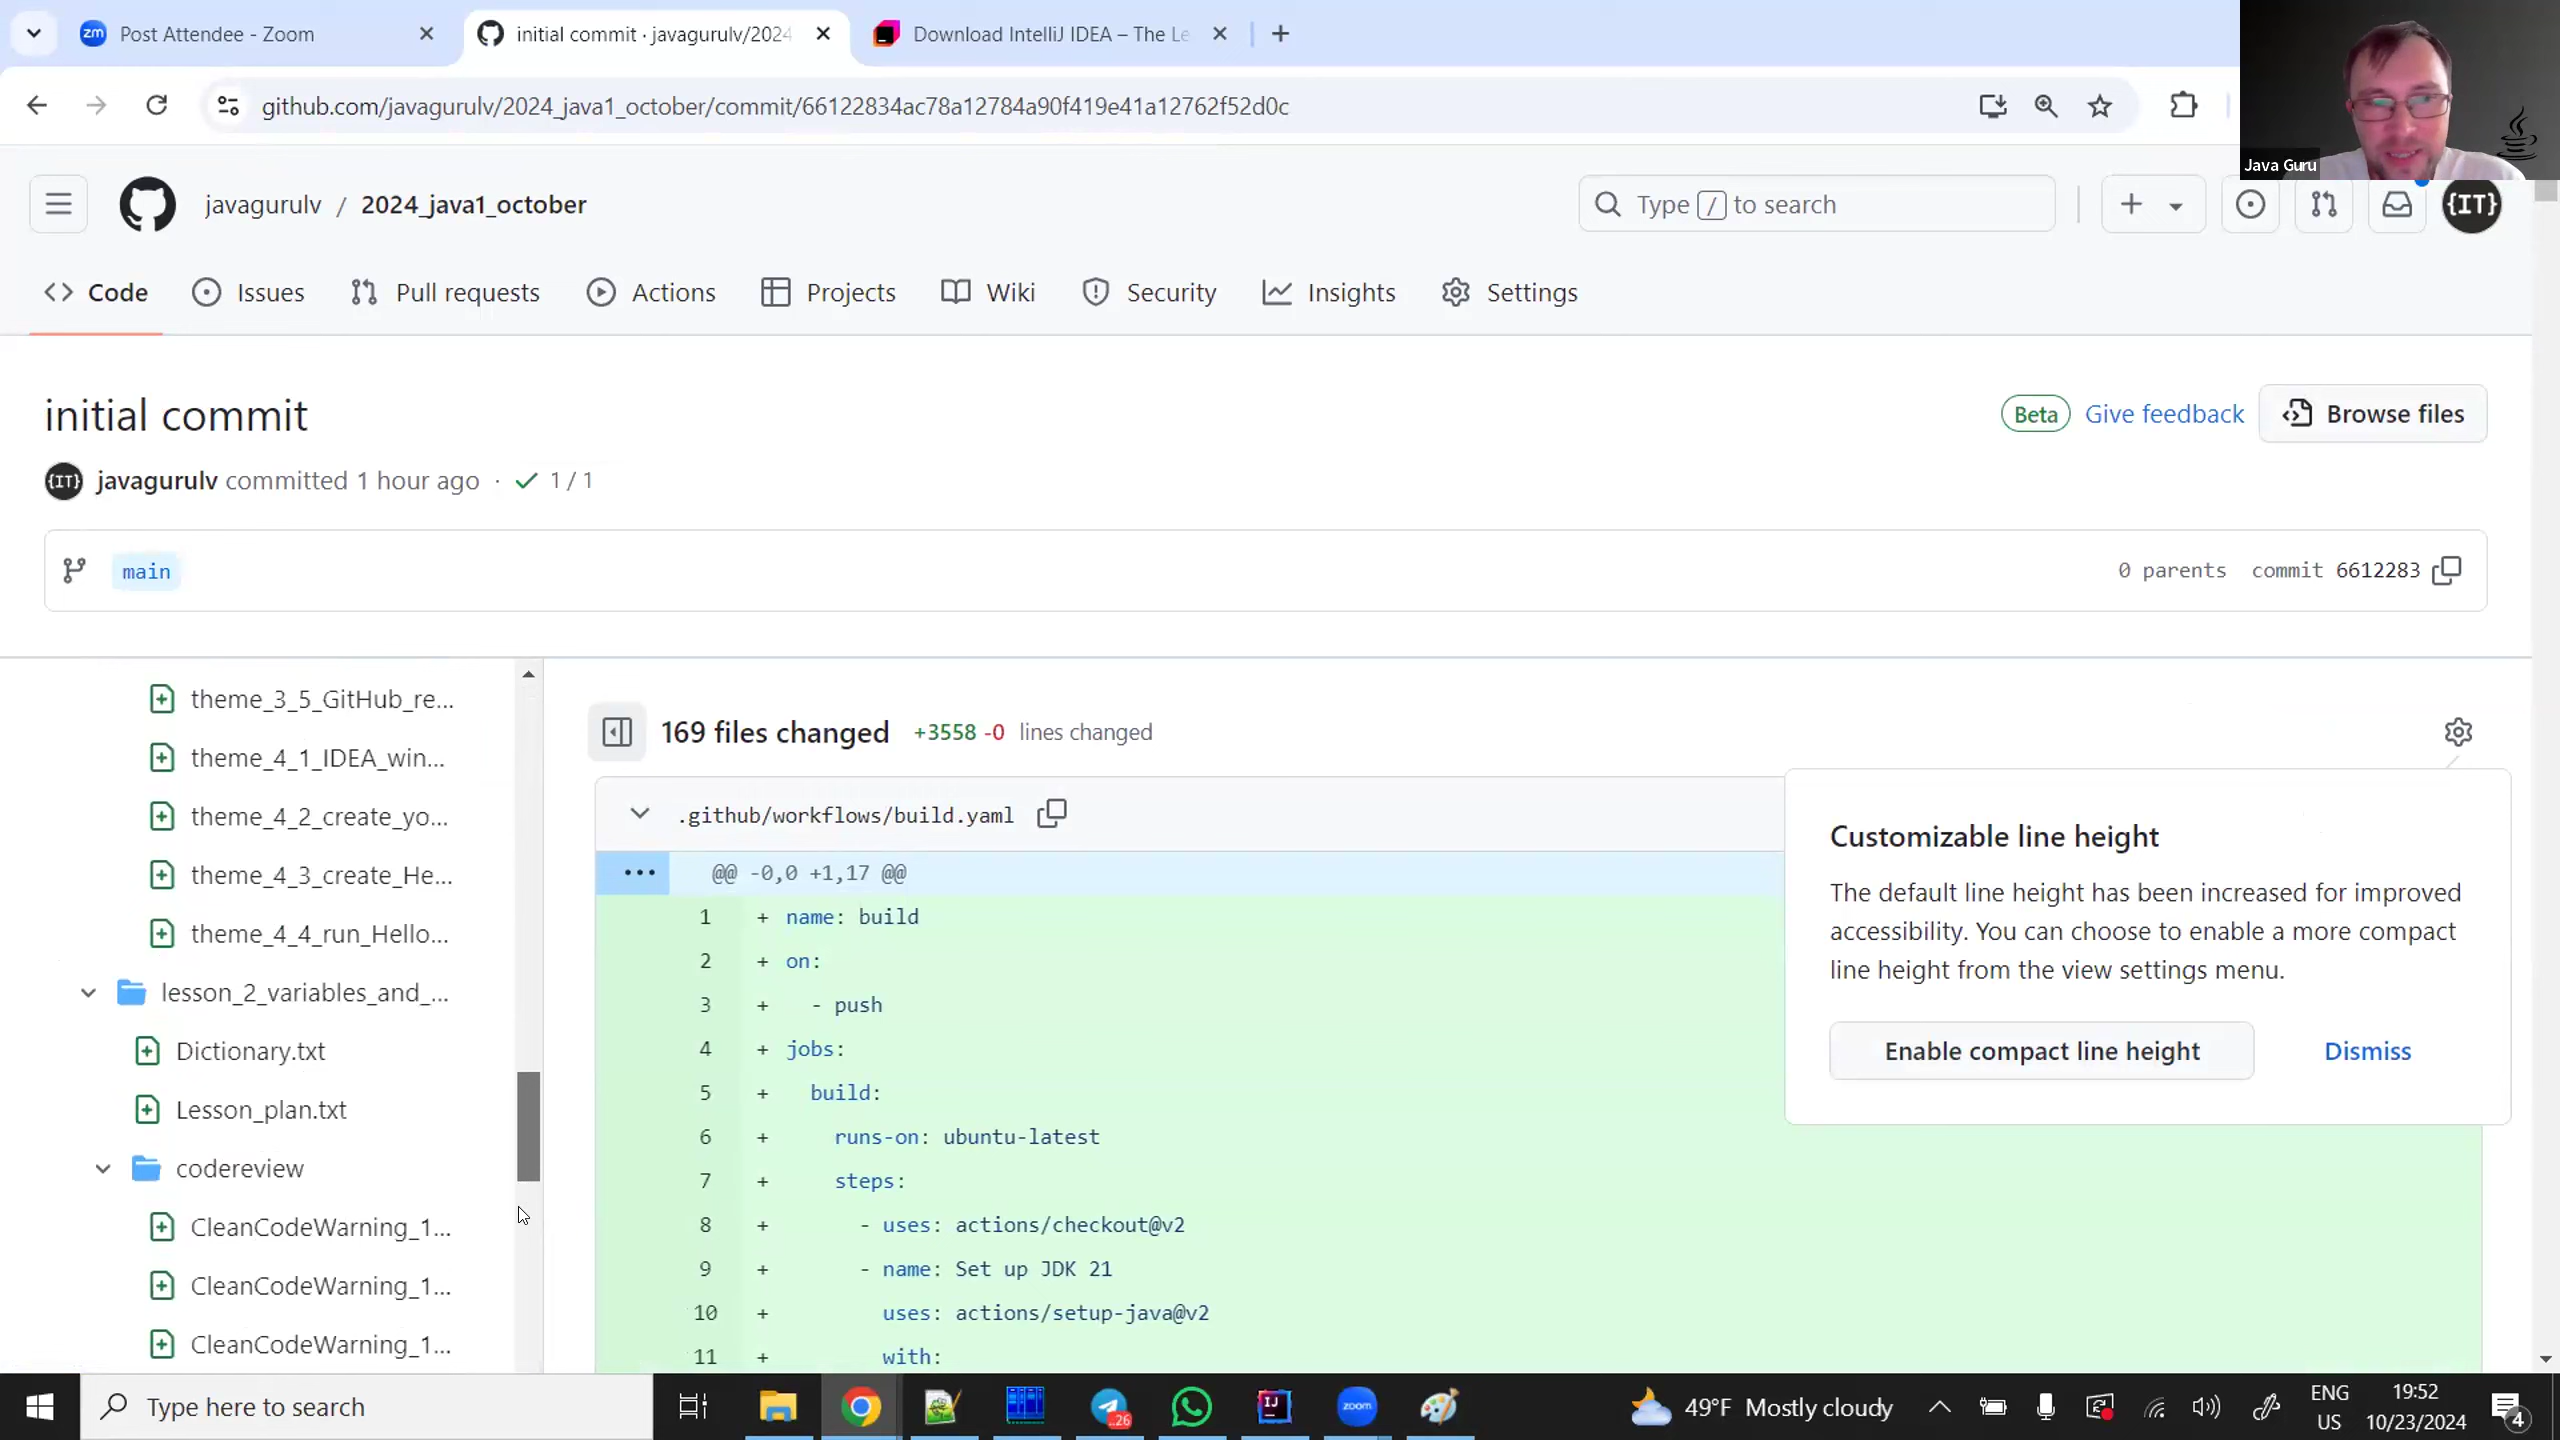 Post Attendee - Zoom
initial commit · javagurulv/2024
Download IntelliJ IDEA – The Le
github.com/javagurulv/2024_java1_october/commit/66122834ac78a12784a90f419e41a12762f52d0c
Java Guru
javagurulv / 2024_java1_october
Type / to search
{IT}
Code
Issues
Pull requests
Actions
Projects
Wiki
Security
Insights
Settings
initial commit
Beta
Give feedback
Browse files
{IT}
javagurulv committed 1 hour ago · 1 / 1
main
0 parents commit 6612283
theme_3_5_GitHub_re...
theme_4_1_IDEA_win...
theme_4_2_create_yo...
theme_4_3_create_He...
theme_4_4_run_Hello...
lesson_2_variables_and_...
Dictionary.txt
Lesson_plan.txt
codereview
CleanCodeWarning_1...
CleanCodeWarning_1...
CleanCodeWarning_1...
169 files changed +3558 -0 lines changed
.github/workflows/build.yaml
@@ -0,0 +1,17 @@
1 + name: build
2 + on:
3 + - push
4 + jobs:
5 + build:
6 + runs-on: ubuntu-latest
7 + steps:
8 + - uses: actions/checkout@v2
9 + - name: Set up JDK 21
10 + uses: actions/setup-java@v2
11 + with:
Customizable line height
The default line height has been increased for improved
accessibility. You can choose to enable a more compact
line height from the view settings menu.
Enable compact line height
Dismiss
Type here to search
..26
zoom
49°F Mostly cloudy
ENG
US
19:52
10/23/2024
4